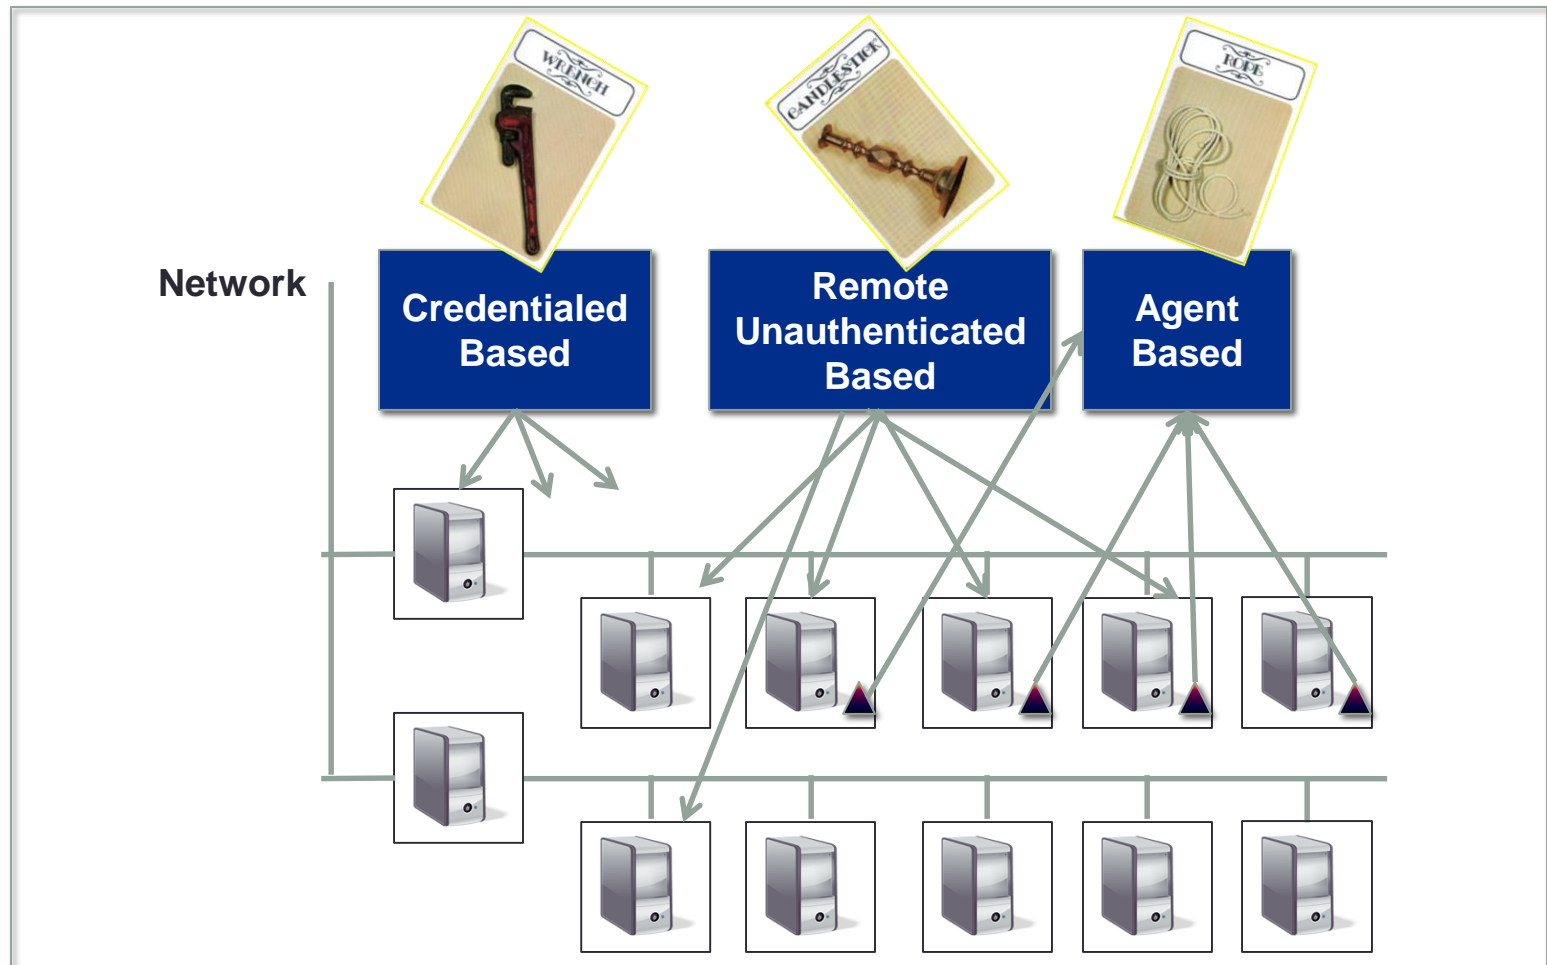 WRENCH
CANDLESTICK
ROPE
Network
Credentialed
Based
Remote
Unauthenticated
Based
Agent
Based